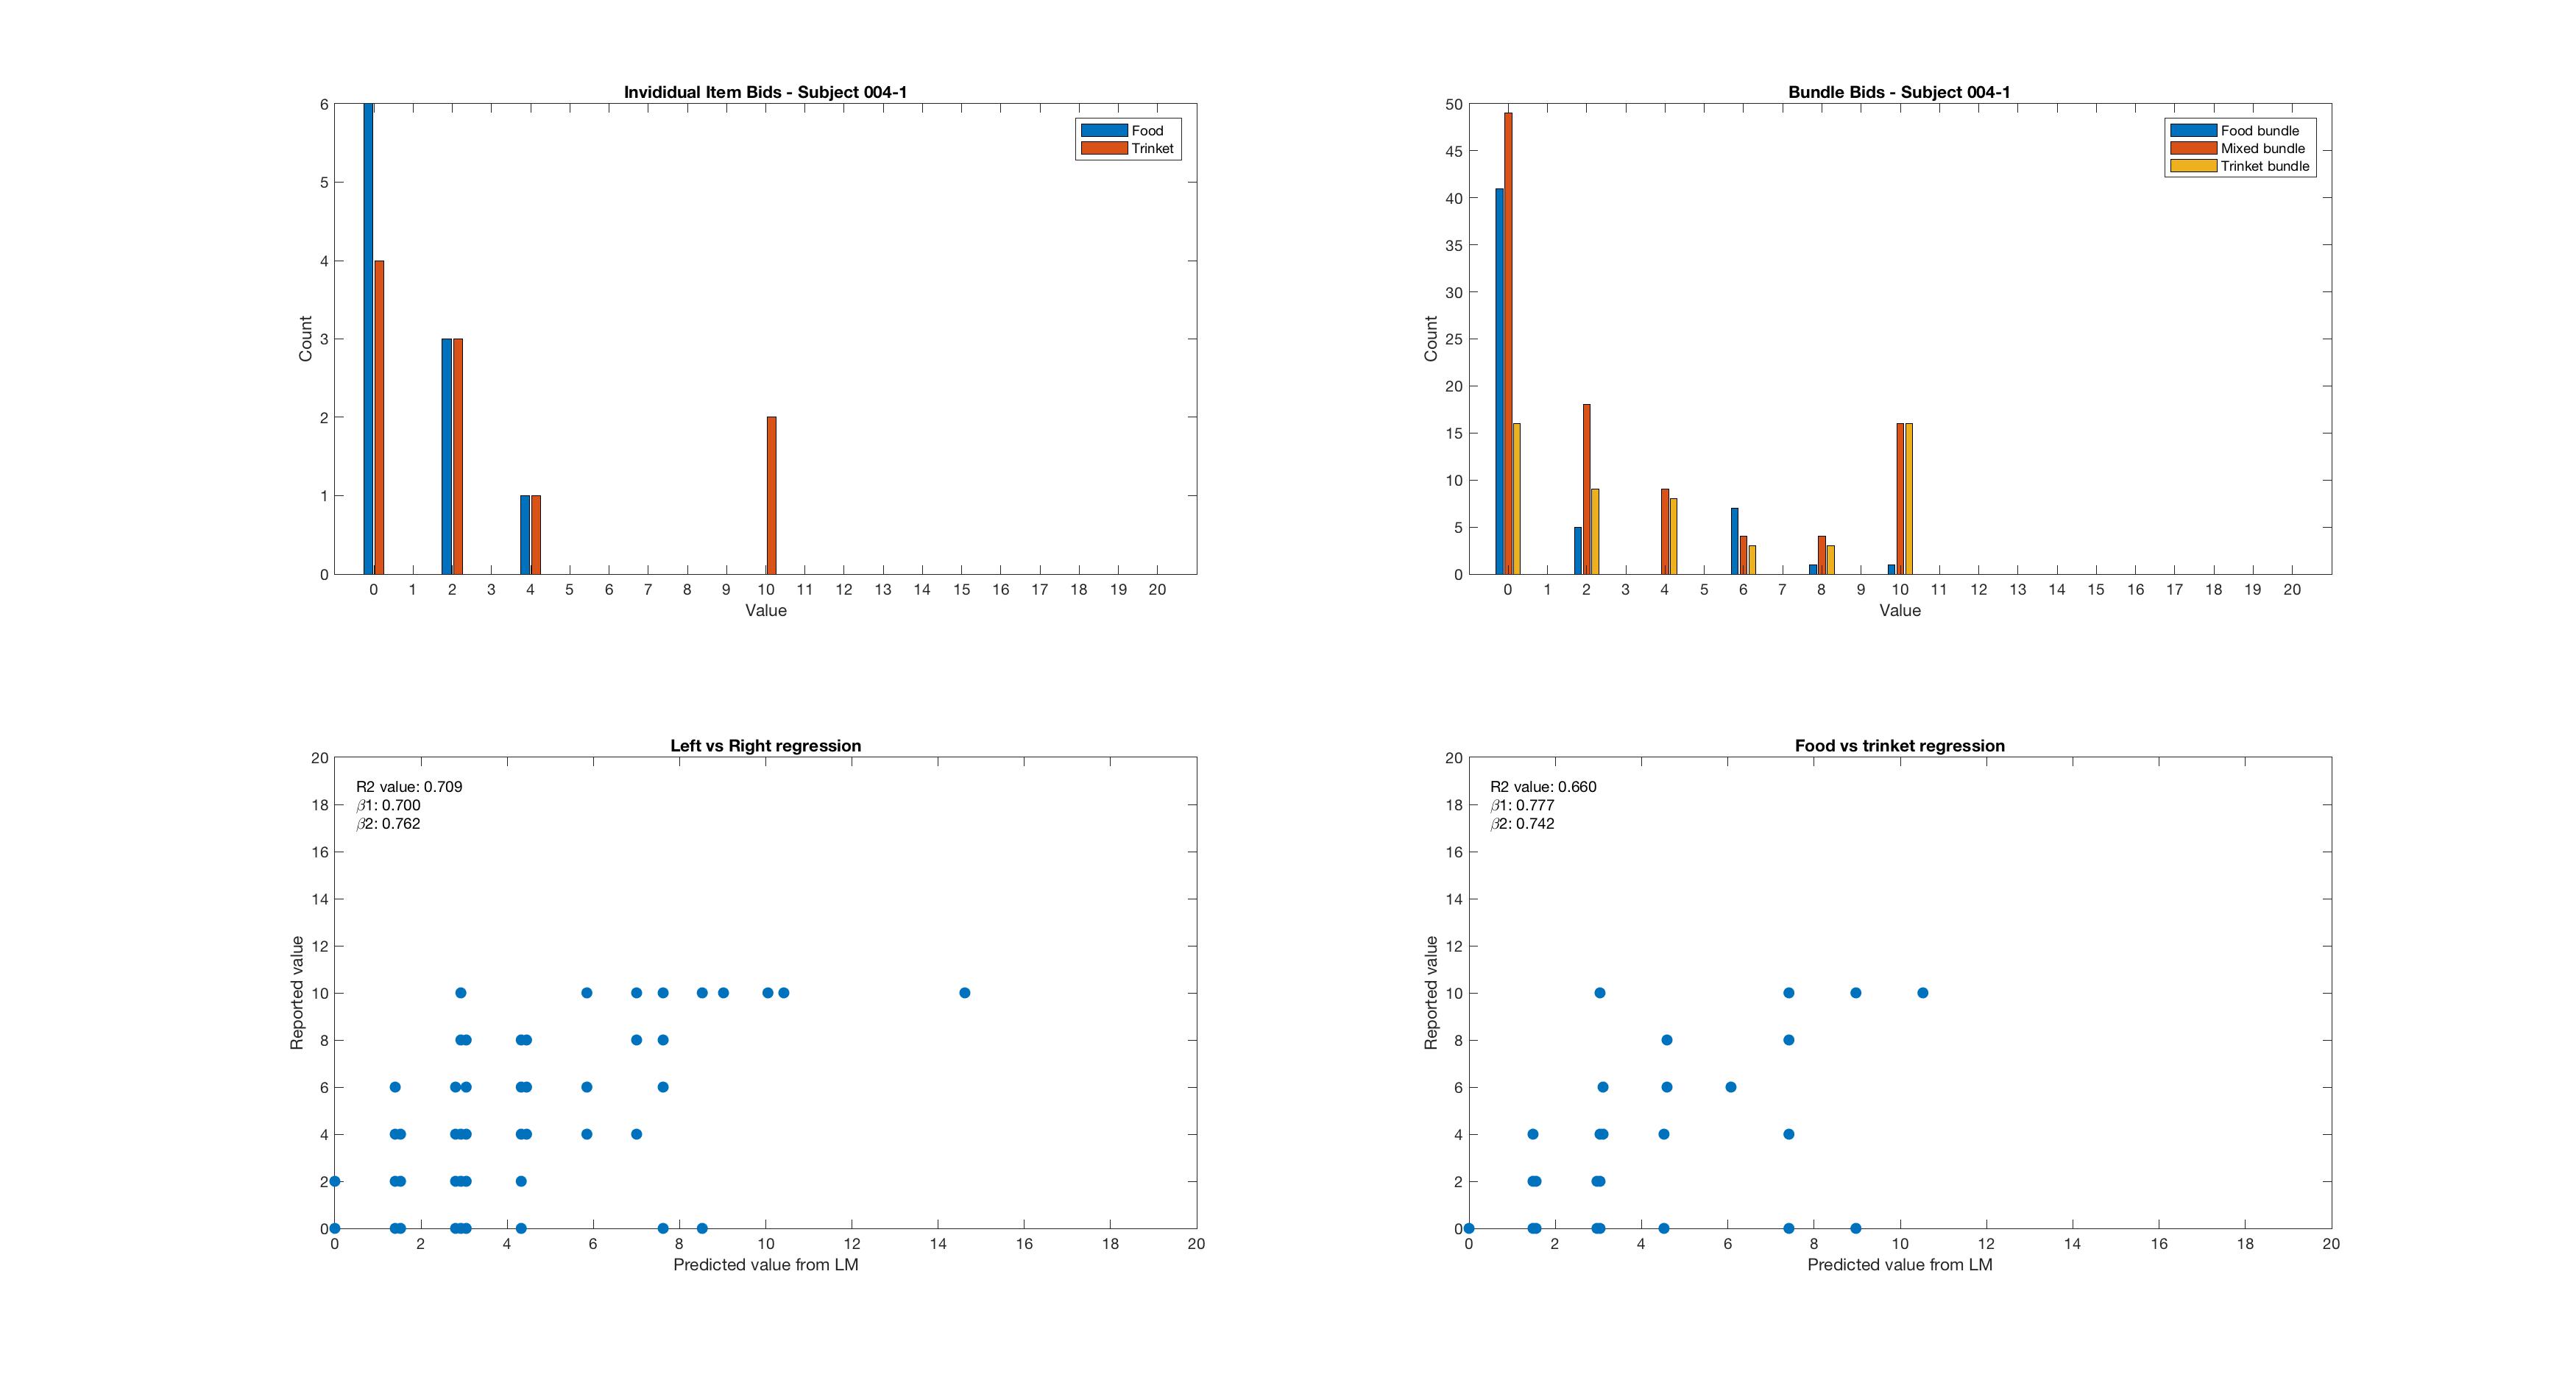 Invididual Item Bids - Subject 004-1
6
5
4
3
2
1
0
Count
0 1 2 3 4 5 6 7 8 9 10 11 12 13 14 15 16 17 18 19 20
Value
Food
Trinket
Bundle Bids - Subject 004-1
50
45
40
35
30
25
20
15
10
5
0
Count
0 1 2 3 4 5 6 7 8 9 10 11 12 13 14 15 16 17 18 19 20
Value
Food bundle
Mixed bundle
Trinket bundle
Left vs Right regression
R2 value: 0.709
β1: 0.700
β2: 0.762
20
18
16
14
12
10
8
6
4
2
0
Reported value
0 2 4 6 8 10 12 14 16 18 20
Predicted value from LM
Food vs trinket regression
R2 value: 0.660
β1: 0.777
β2: 0.742
20
18
16
14
12
10
8
6
4
2
0
Reported value
0 2 4 6 8 10 12 14 16 18 20
Predicted value from LM